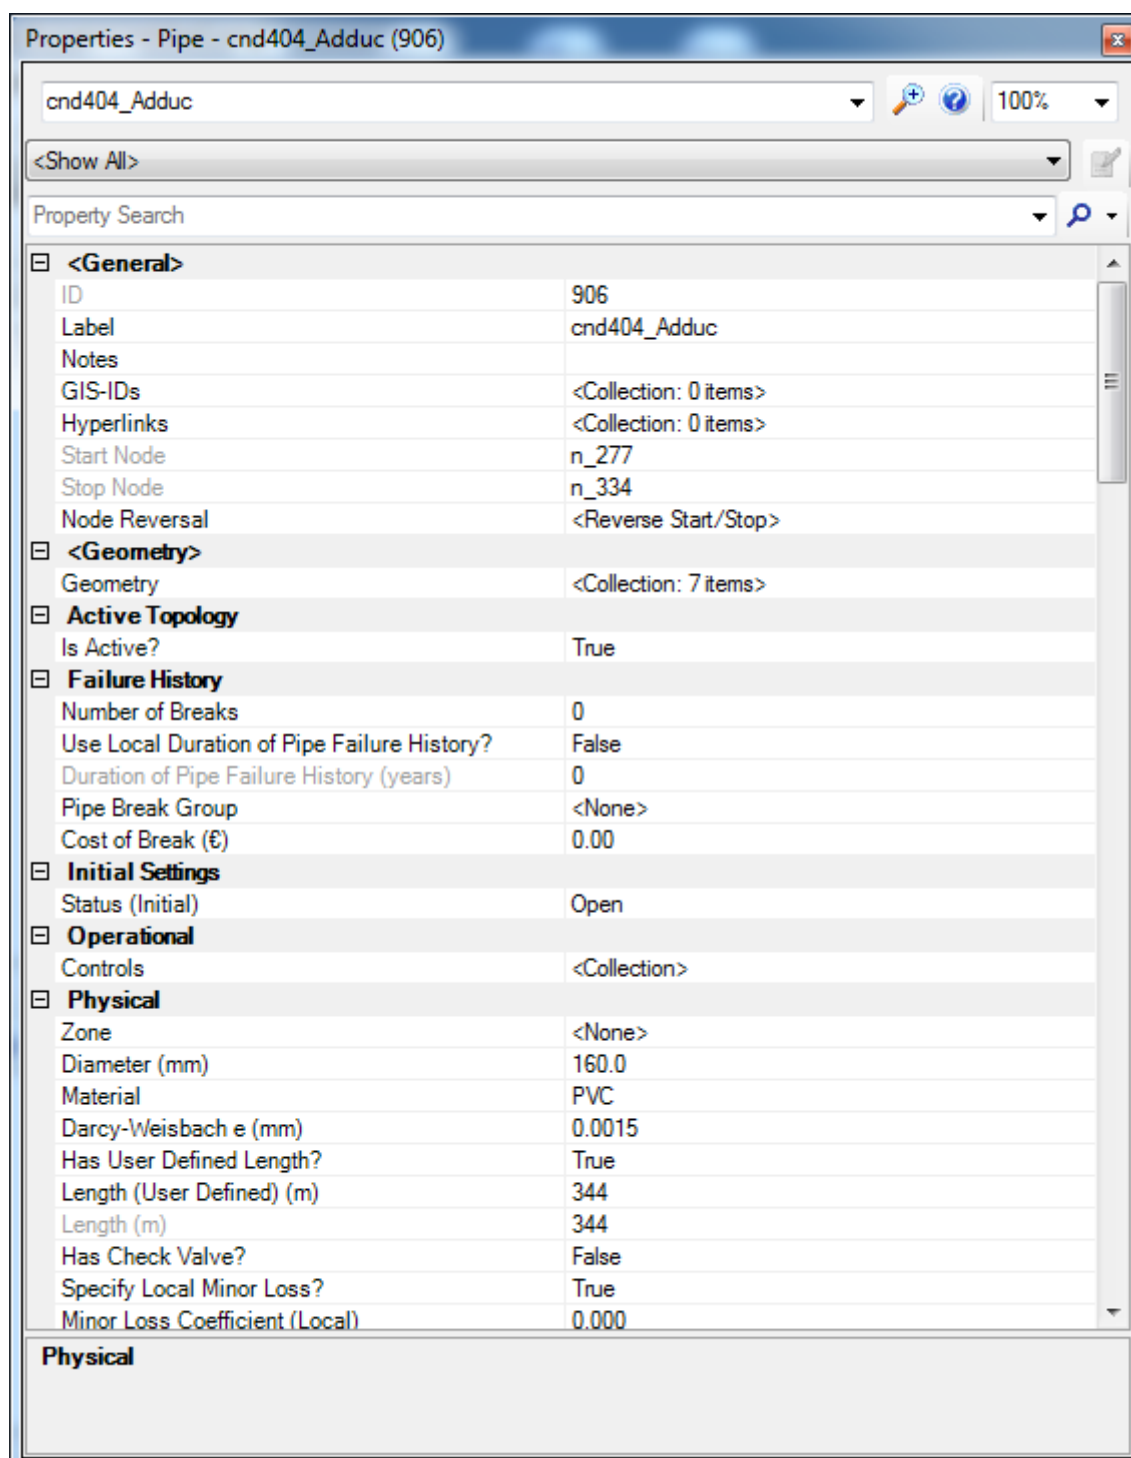 Properties - Pipe - cnd404_Adduc (906)
cnd404_Adduc 100%
<Show All>
Property Search
<General>
ID 906
Label cnd404_Adduc
Notes
GIS-IDs <Collection: 0 items>
Hyperlinks <Collection: 0 items>
Start Node n_277
Stop Node n_334
Node Reversal <Reverse Start/Stop>
<Geometry>
Geometry <Collection: 7 items>
Active Topology
Is Active? True
Failure History
Number of Breaks 0
Use Local Duration of Pipe Failure History? False
Duration of Pipe Failure History (years) 0
Pipe Break Group <None>
Cost of Break (€) 0.00
Initial Settings
Status (Initial) Open
Operational
Controls <Collection>
Physical
Zone <None>
Diameter (mm) 160.0
Material PVC
Darcy-Weisbach e (mm) 0.0015
Has User Defined Length? True
Length (User Defined) (m) 344
Length (m) 344
Has Check Valve? False
Specify Local Minor Loss? True
Minor Loss Coefficient (Local) 0.000
Physical